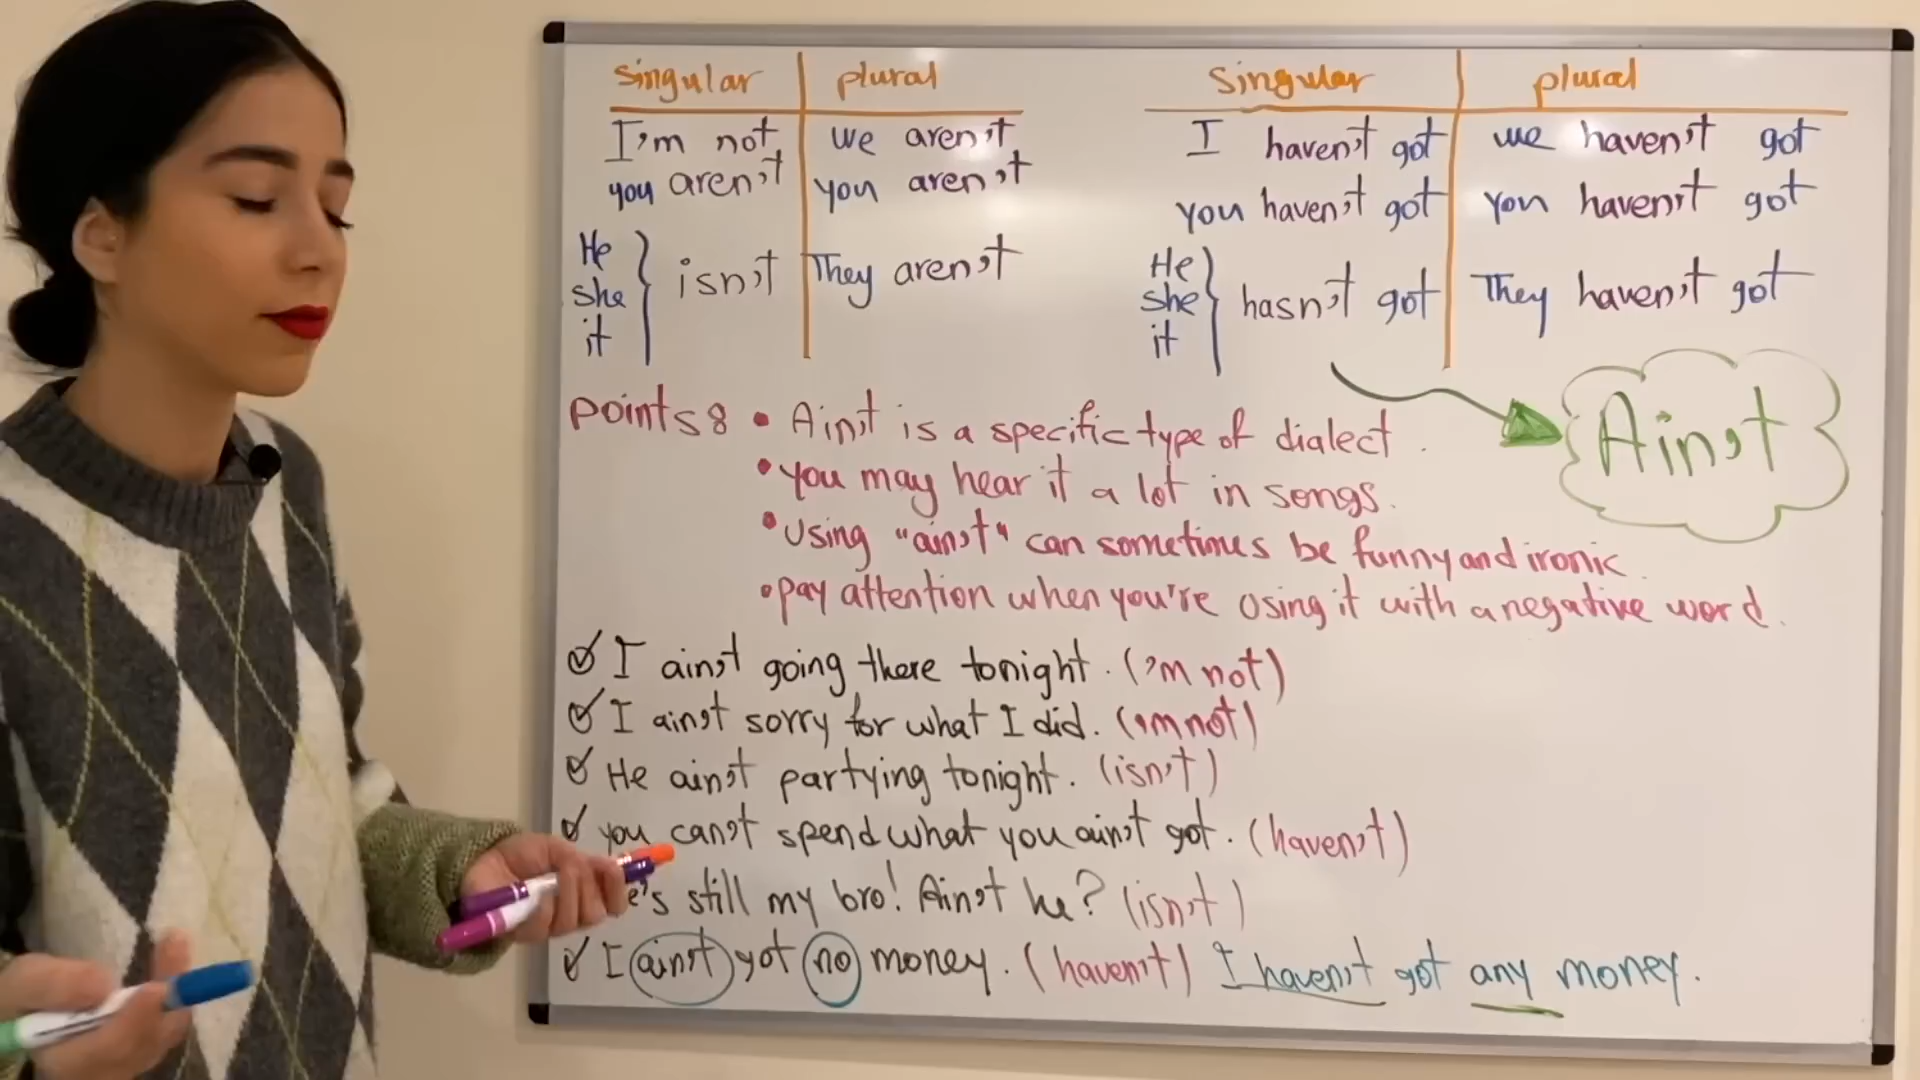 singular plural
I'm not we aren't
you aren't you aren't
He
she isn't They aren't
it
singular plural
I haven't got we haven't got
you haven't got you haven't got
He
she hasn't got They haven't got
it
Ain't
points: • Ain't is a specific type of dialect.
• you may hear it a lot in songs.
• Using "ain't" can sometimes be funny and ironic.
• pay attention when you're using it with a negative word.
I ain't going there tonight. ('m not)
I ain't sorry for what I did. ('m not)
He ain't partying tonight. (isn't)
you can't spend what you ain't got. (haven't)
e's still my bro! Ain't he? (isn't)
I ain't got no money. (haven't) I haven't got any money.